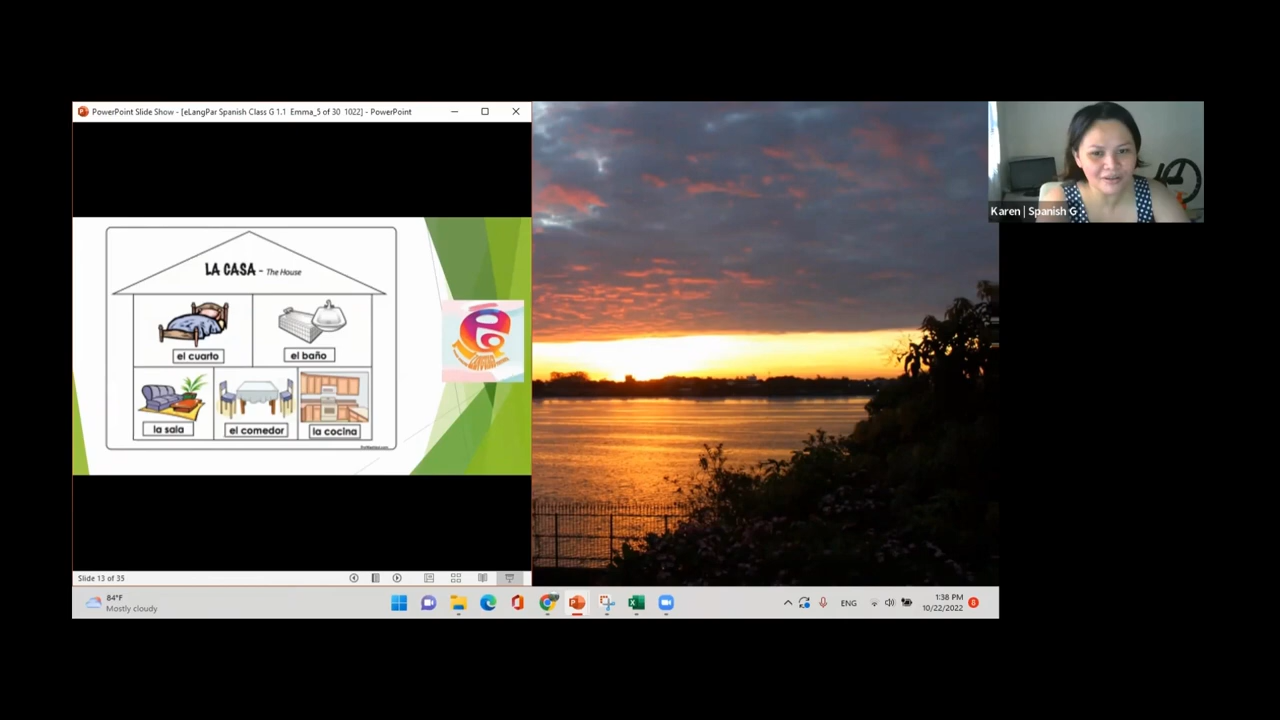 PowerPoint Slide Show - [eLangPar Spanish Class G 1.1  Emma_5 of 30  1022] - PowerPoint
LA CASA - The House
el cuarto
el baño
la sala
el comedor
la cocina
Karen | Spanish G
Slide 13 of 35
84°F
Mostly cloudy
ENG
1:38 PM
10/22/2022
8